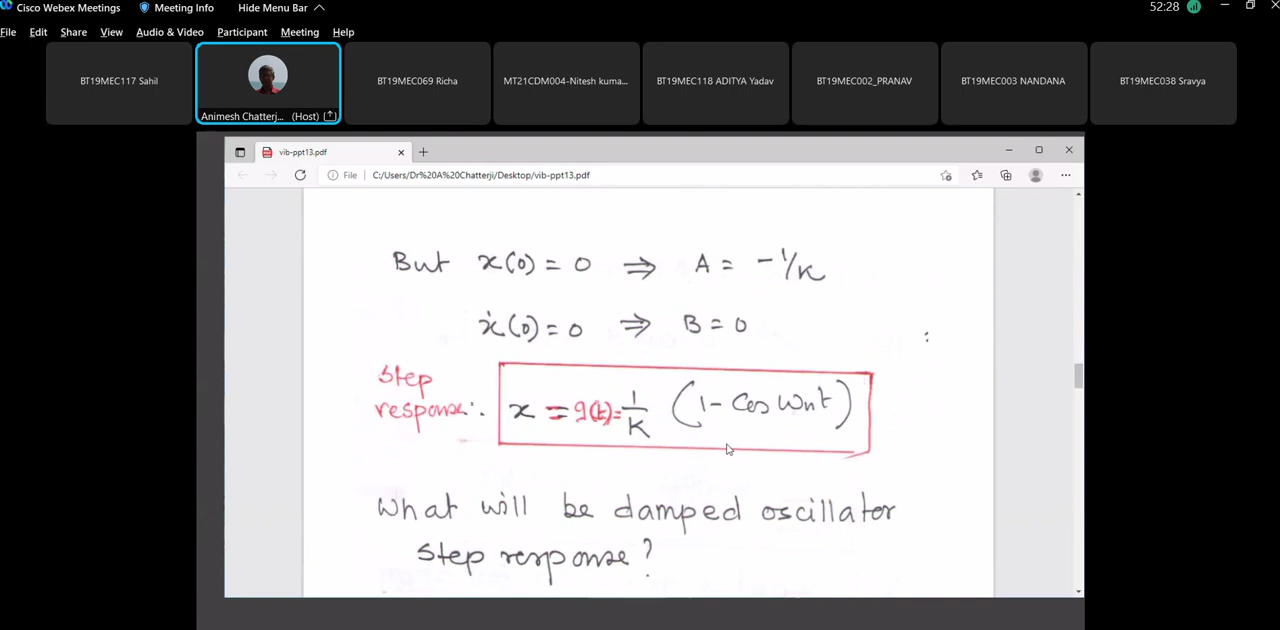 Cisco Webex Meetings Meeting Info Hide Menu Bar 52:28
File Edit Share View Audio & Video Participant Meeting Help
BT19MEC117 Sahil
Animesh Chatterj... (Host)
BT19MEC069 Richa
MT21CDM004-Nitesh kuma...
BT19MEC118 ADITYA Yadav
BT19MEC002_PRANAV
BT19MEC003 NANDANA
BT19MEC038 Sravya
vib-ppt13.pdf
File C:/Users/Dr%20A%20Chatterji/Desktop/vib-ppt13.pdf
But x(0) = 0 ⇒ A = -1/K
ẋ(0) = 0 ⇒ B = 0
Step
response ∴ x = g(t) = 1/K (1 - Cos ωnt)
What will be damped oscillator
step response?